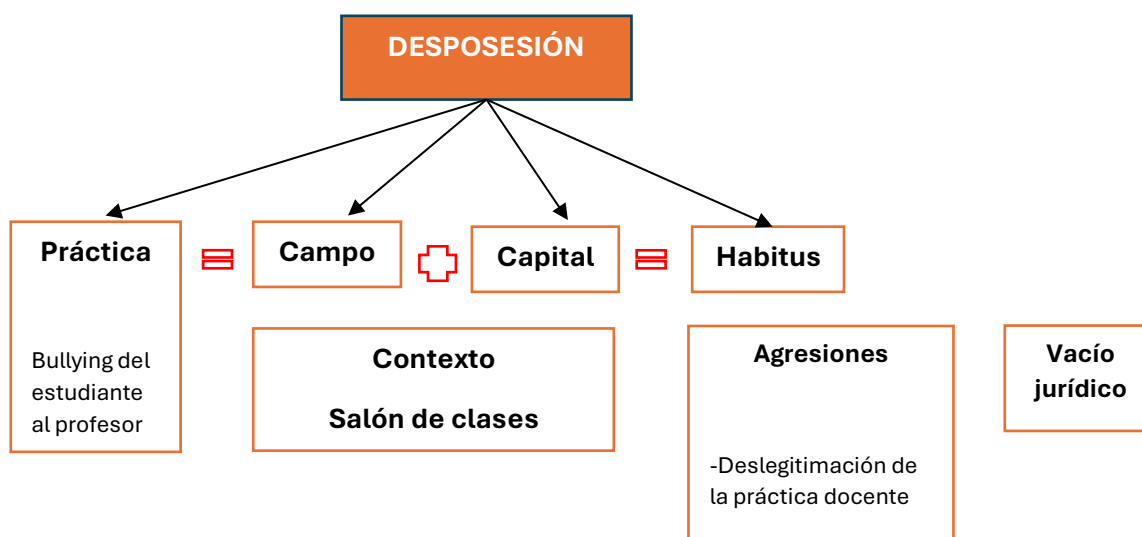 DESPOSESIÓN
Práctica
Campo
Capital
Habitus
Bullying del
estudiante
al profesor
Contexto
Salón de clases
Agresiones
-Deslegitimación de
la práctica docente
Vacío
jurídico